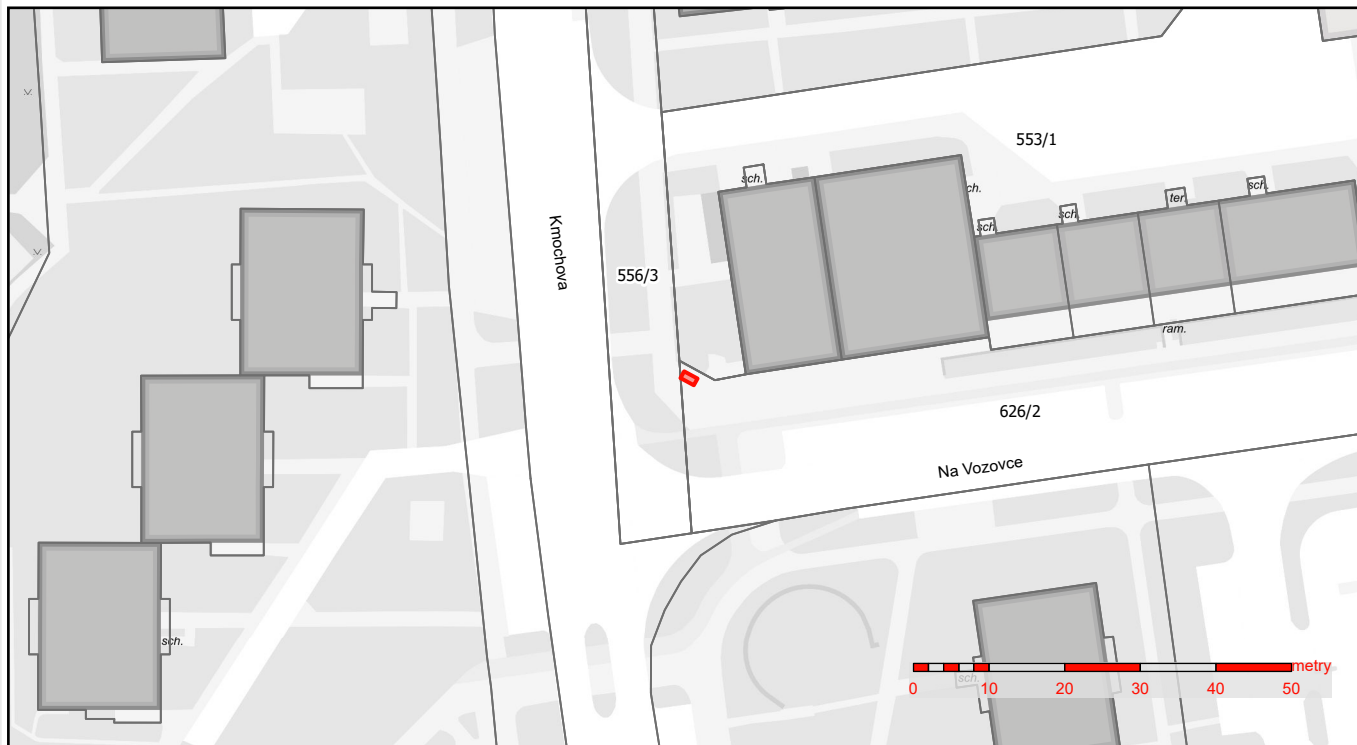 553/1
sch.
ch.
sch.
ter.
sch.
sch.
Kmochova
556/3
ram.
626/2
Na Vozovce
sch.
metry
sch.
0 10 20 30 40 50